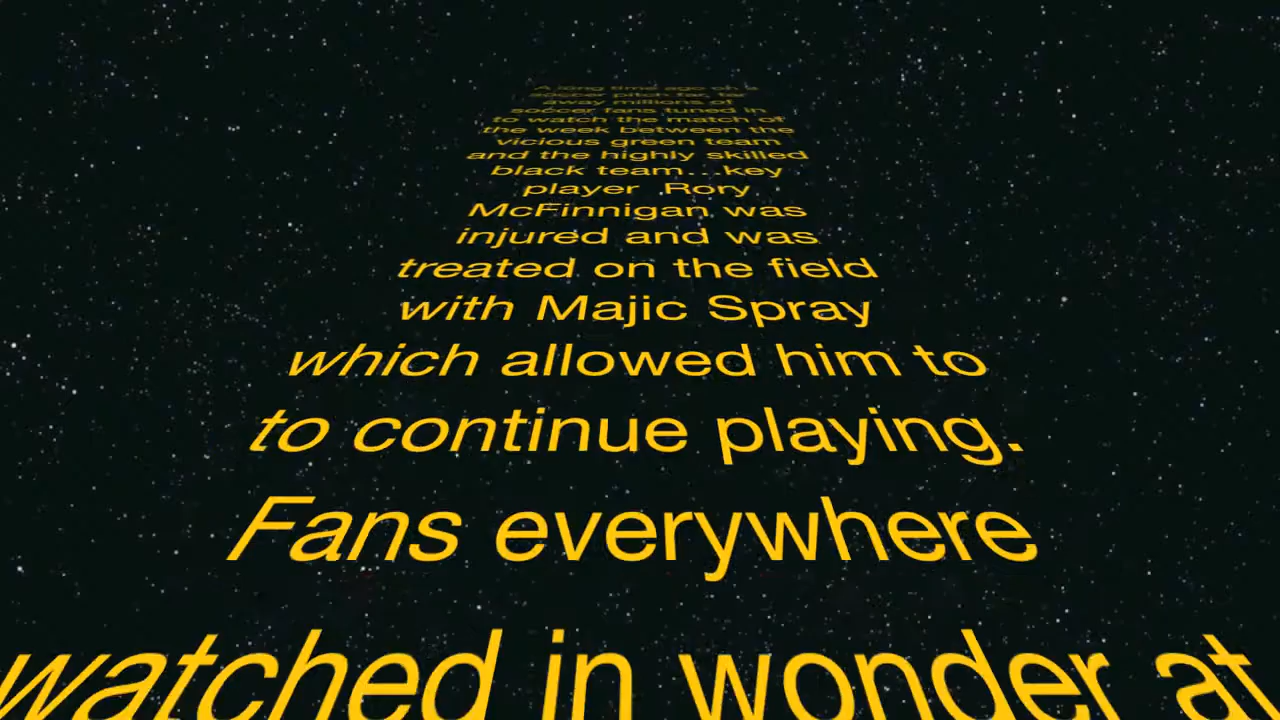 A long time ago on a
soccer pitch far, far
away millions of
soccer fans tuned in
to watch the match of
the week between the
vicious green team
and the highly skilled
black team...key
player Rory
McFinnigan was
injured and was
treated on the field
with Majic Spray
which allowed him to
to continue playing.
Fans everywhere
watched in wonder at